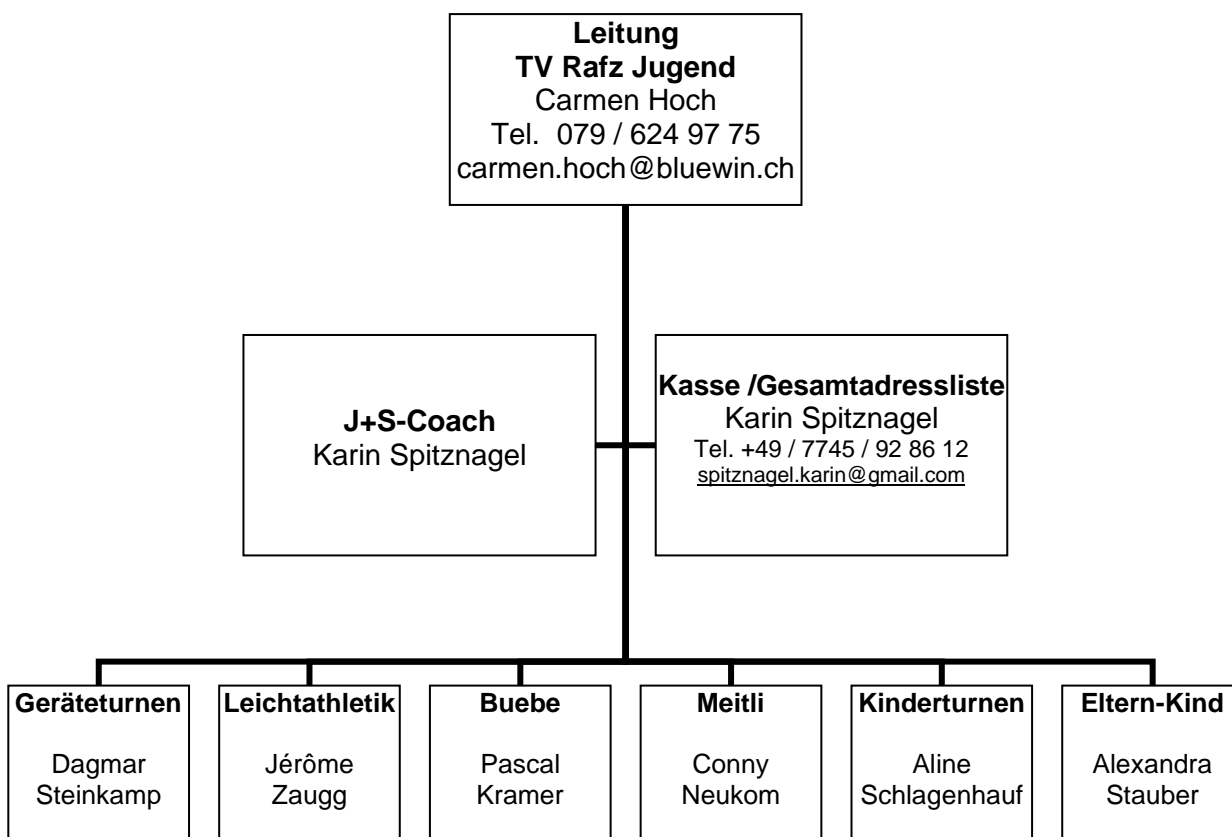 Leitung
TV Rafz Jugend
Carmen Hoch
Tel. 079 / 624 97 75
carmen.hoch@bluewin.ch
J+S-Coach
Karin Spitznagel
Kasse /Gesamtadressliste
Karin Spitznagel
Tel. +49 / 7745 / 92 86 12
spitznagel.karin@gmail.com
Geräteturnen
Dagmar
Steinkamp
Leichtathletik
Jérôme
Zaugg
Buebe
Pascal
Kramer
Meitli
Conny
Neukom
Kinderturnen
Aline
Schlagenhauf
Eltern-Kind
Alexandra
Stauber